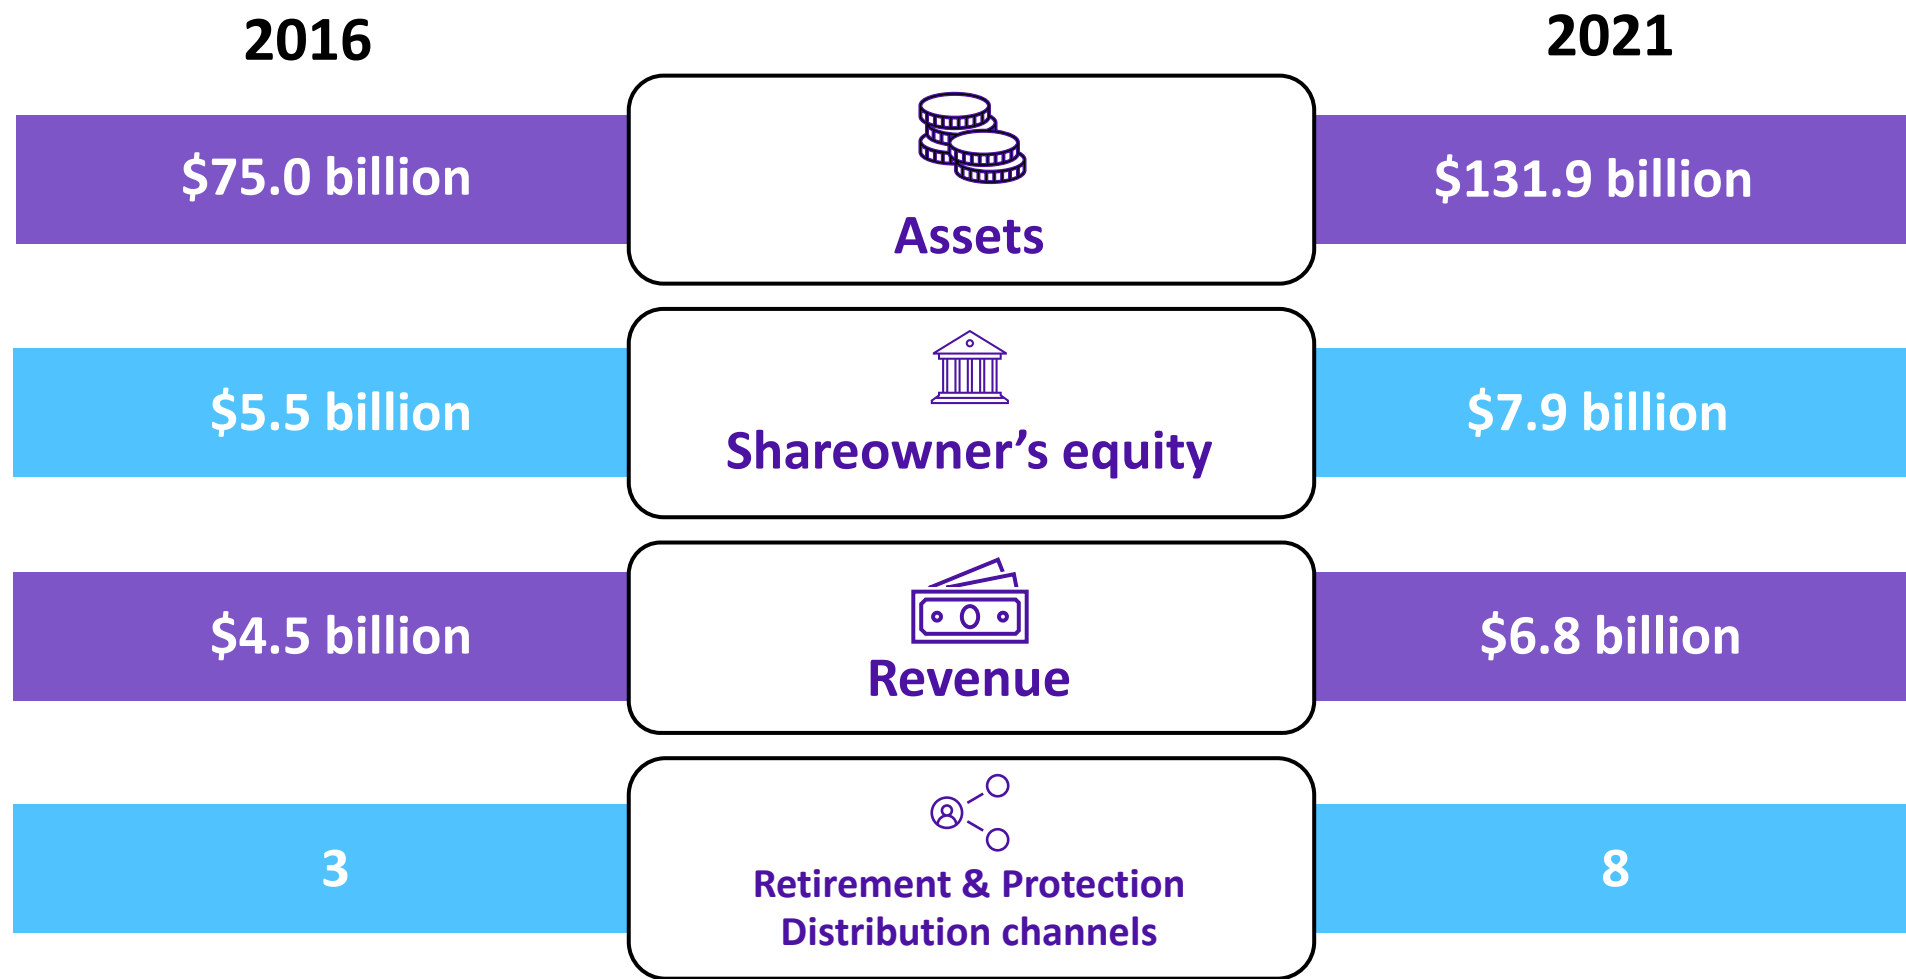 2016
2021
$75.0 billion
Assets
$131.9 billion
$5.5 billion
Shareowner’s equity
$7.9 billion
$4.5 billion
Revenue
$6.8 billion
3
Retirement & Protection
Distribution channels
8